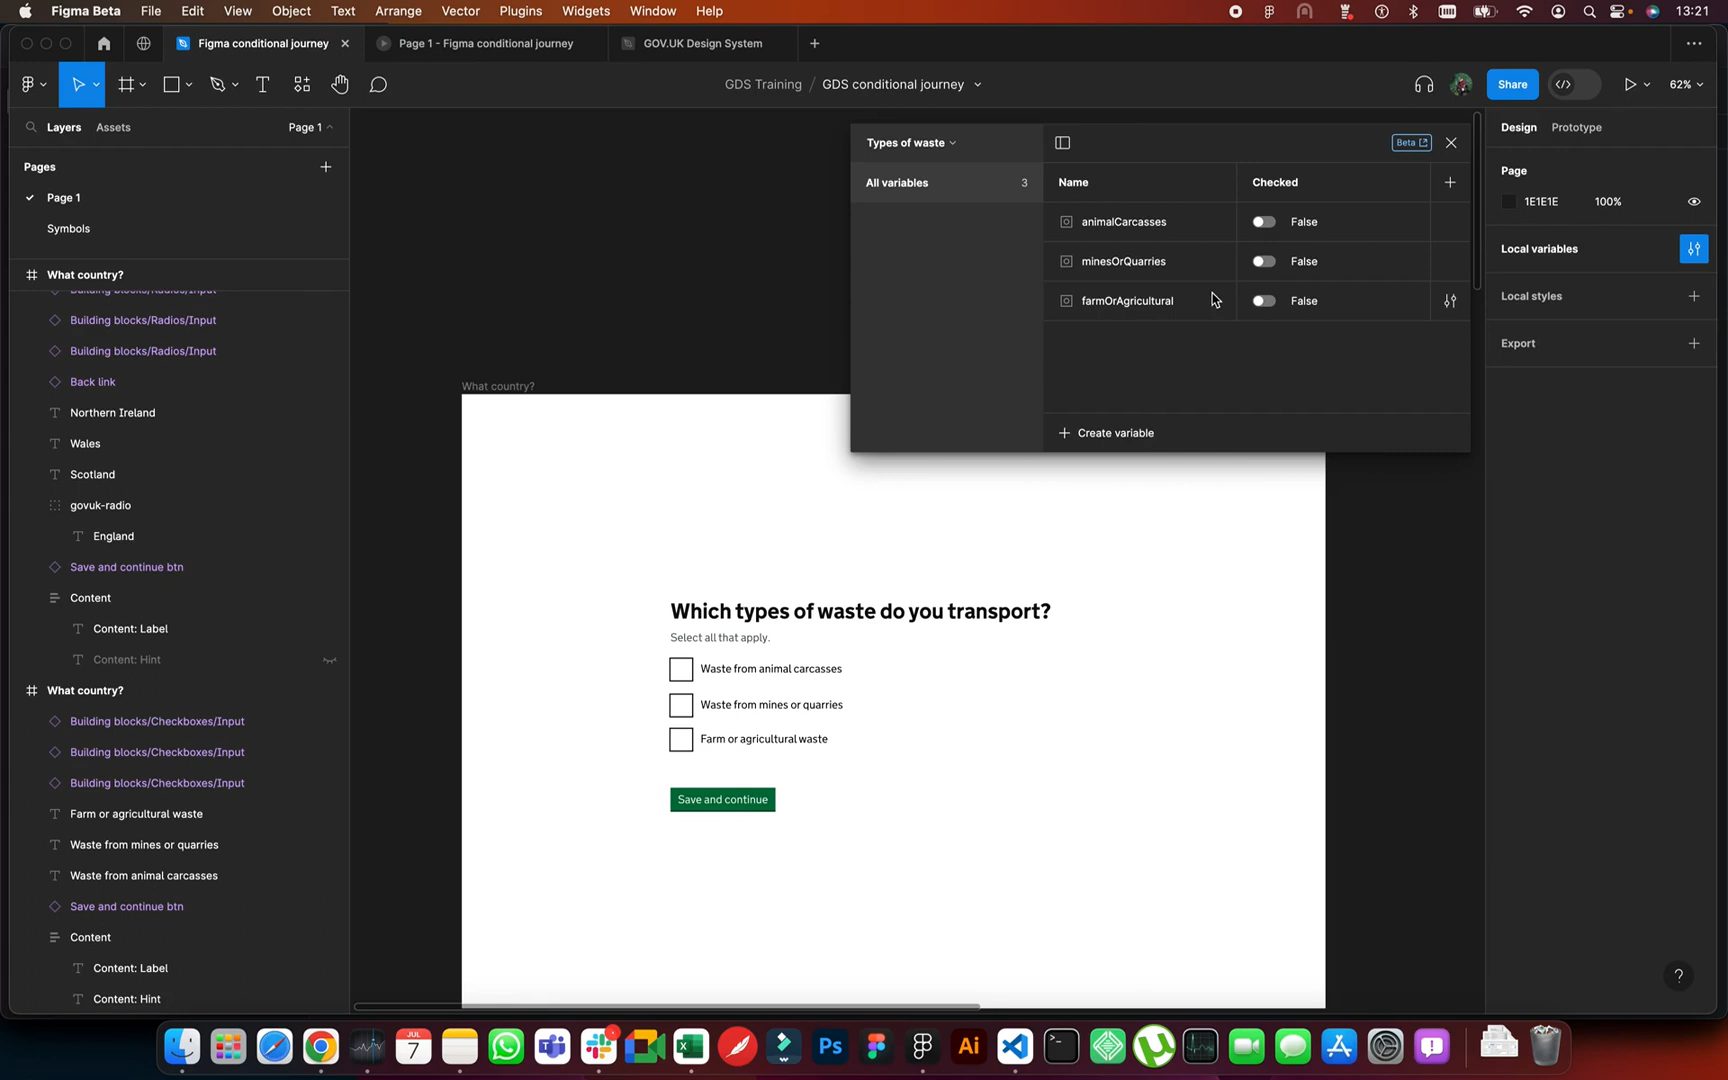 Figma Beta File Edit View Object Text Arrange Vector Plugins Widgets Window Help 13:21
Figma conditional journey Page 1 - Figma conditional journey GOV.UK Design System
GDS Training / GDS conditional journey Share 62%
Layers Assets Page 1
Pages
Page 1
Symbols
What country?
Building blocks/Radios/Input
Building blocks/Radios/Input
Building blocks/Radios/Input
Back link
Northern Ireland
Wales
Scotland
govuk-radio
England
Save and continue btn
Content
Content: Label
Content: Hint
What country?
Building blocks/Checkboxes/Input
Building blocks/Checkboxes/Input
Building blocks/Checkboxes/Input
Farm or agricultural waste
Waste from mines or quarries
Waste from animal carcasses
Save and continue btn
Content
Content: Label
Content: Hint
Types of waste Beta
All variables 3 Name Checked
animalCarcasses False
minesOrQuarries False
farmOrAgricultural False
Create variable
What country?
Which types of waste do you transport?
Select all that apply.
Waste from animal carcasses
Waste from mines or quarries
Farm or agricultural waste
Save and continue
Design Prototype
Page
1E1E1E 100%
Local variables
Local styles
Export
?
JUL
7
Ps
Ai